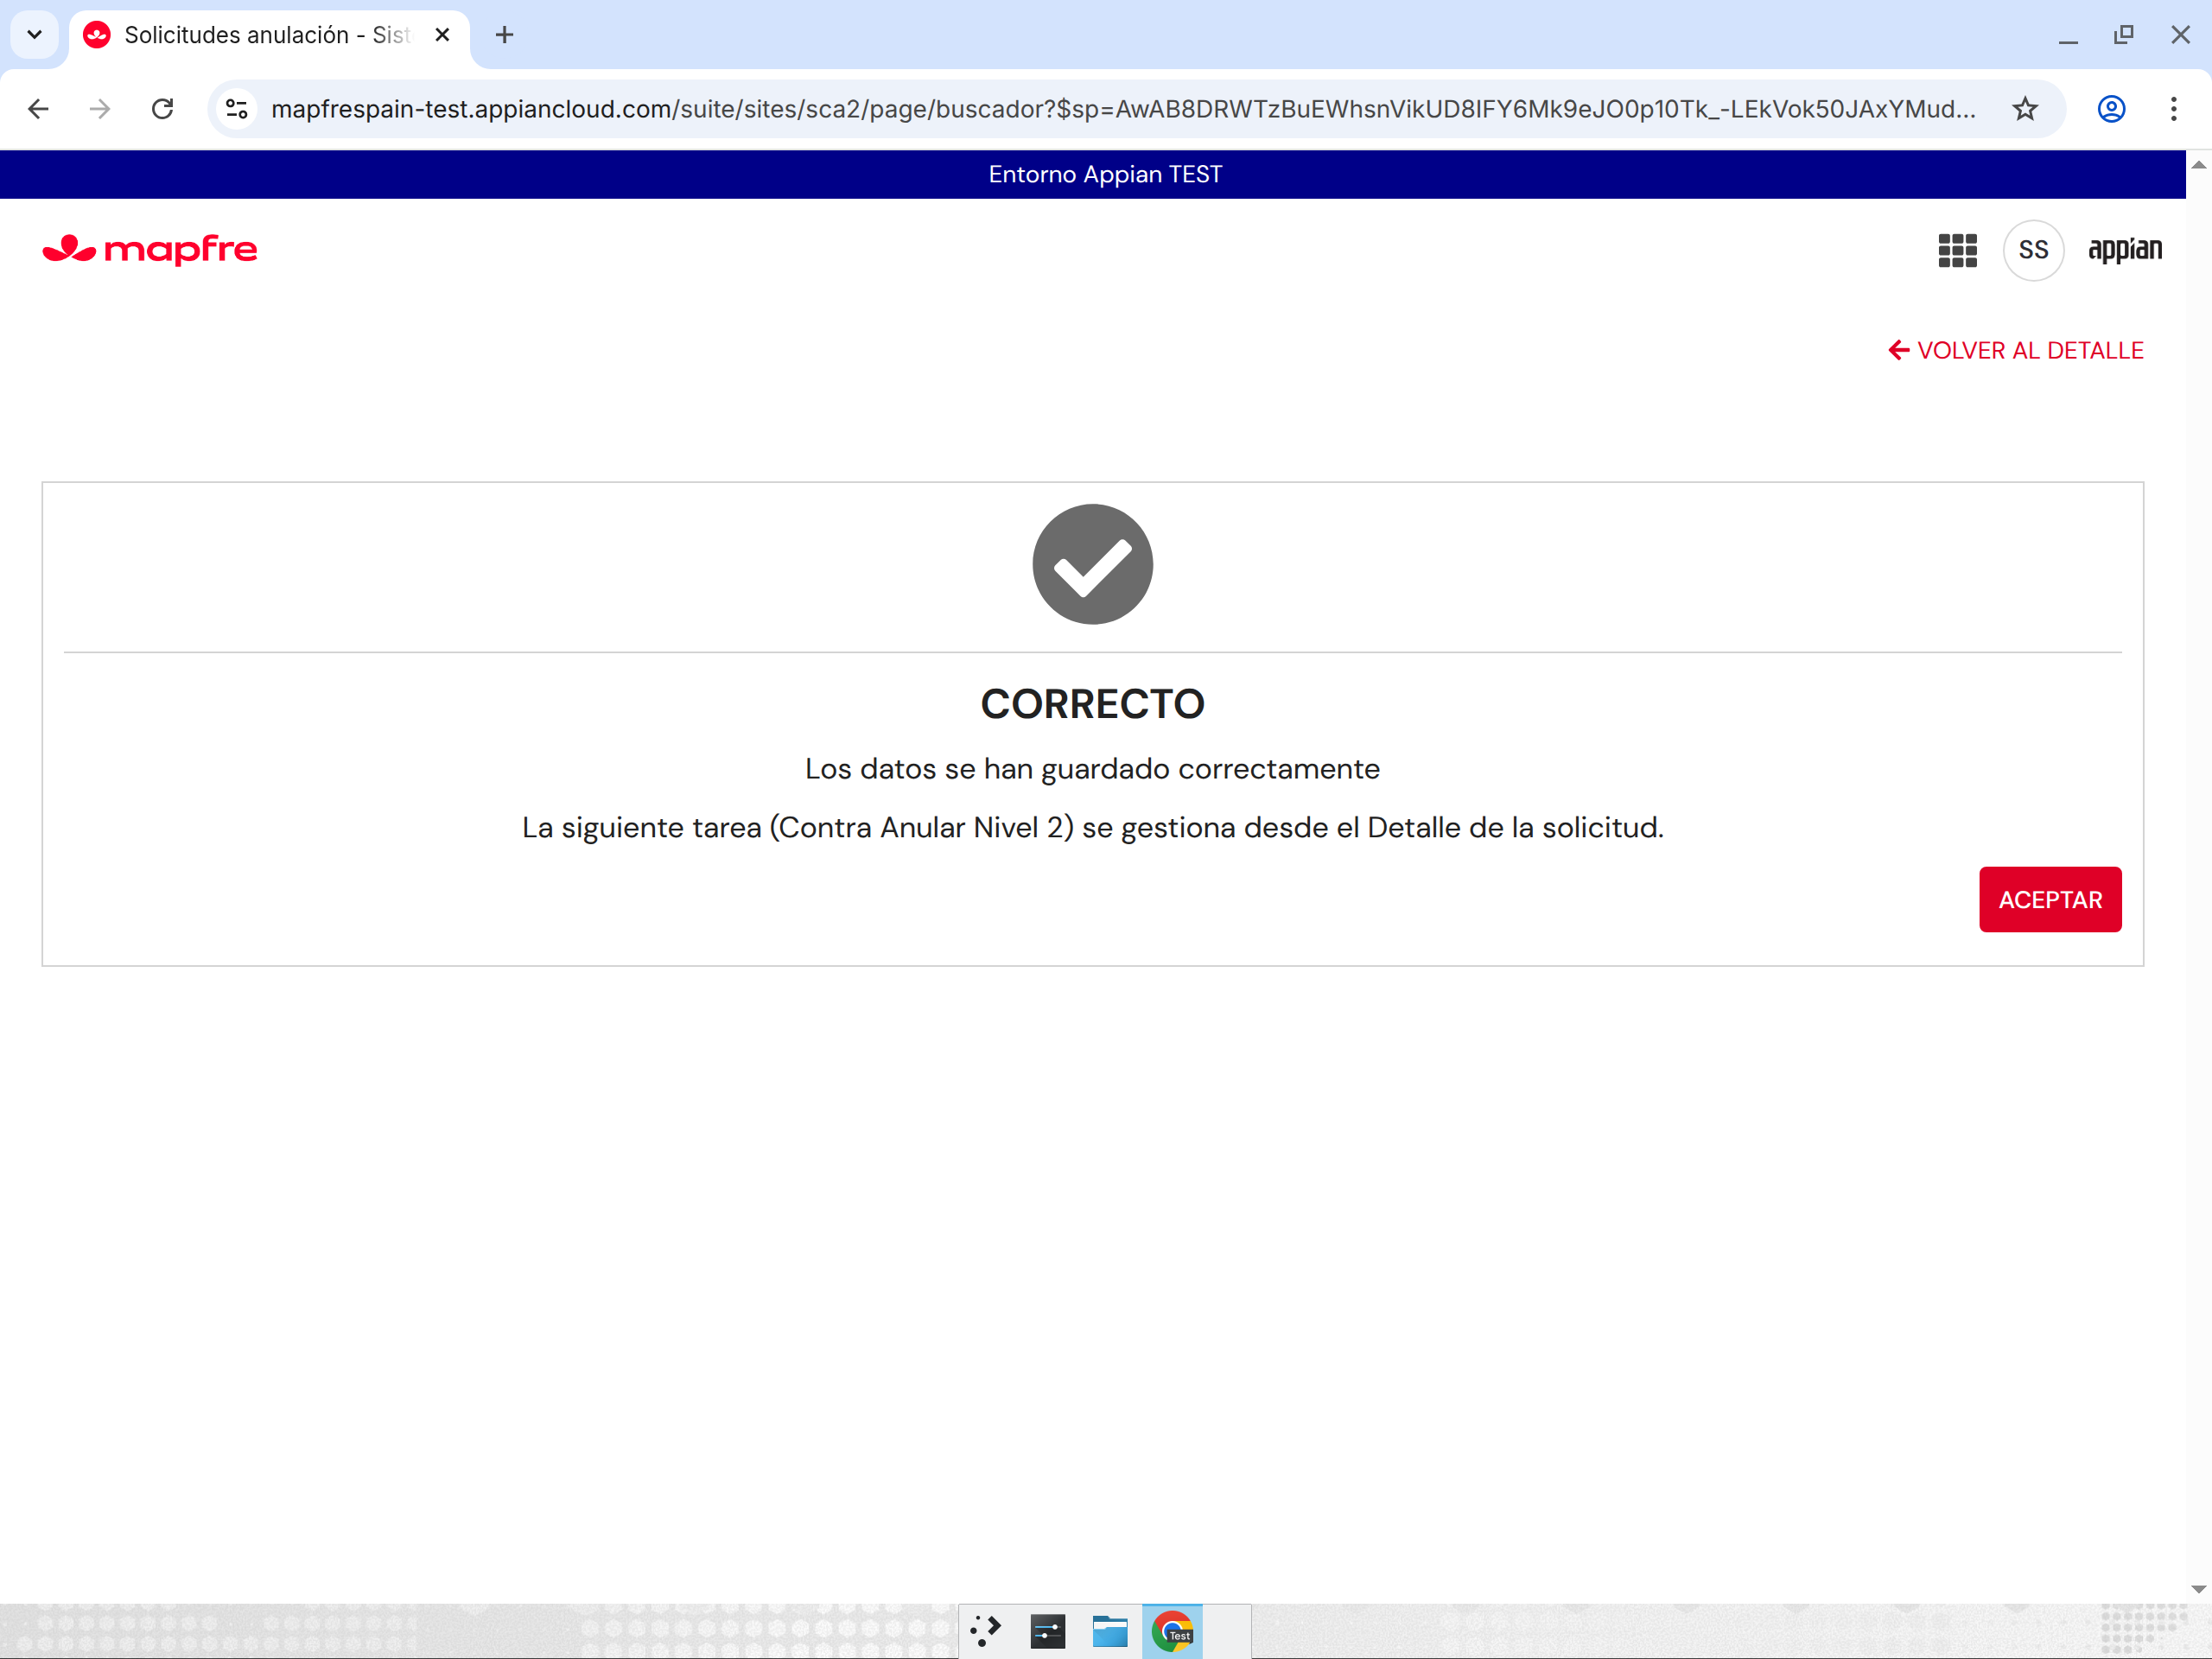 Solicitudes anulación - Sist
mapfrespain-test.appiancloud.com/suite/sites/sca2/page/buscador?$sp=AwAB8DRWTzBuEWhsnVikUD8IFY6Mk9eJO0p10Tk_-LEkVok50JAxYMud...
Entorno Appian TEST
mapfre
SS
appian
VOLVER AL DETALLE
CORRECTO
Los datos se han guardado correctamente
La siguiente tarea (Contra Anular Nivel 2) se gestiona desde el Detalle de la solicitud.
ACEPTAR
Test